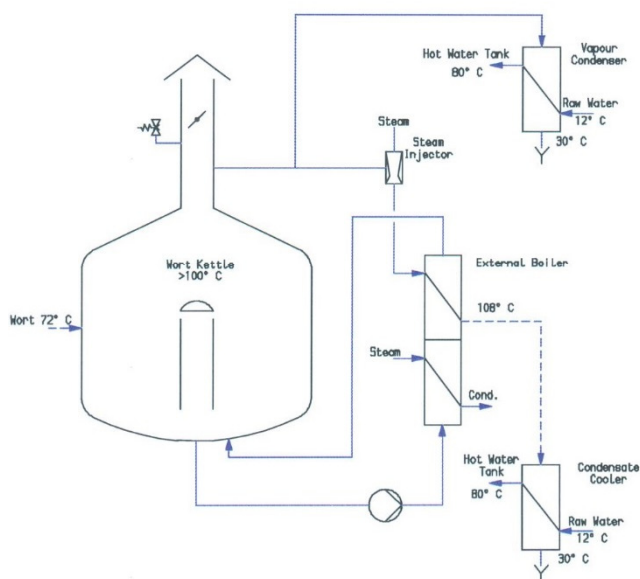 Hot Water Tank
80° C
Vapour
Condenser
Raw Water
12° C
30° C
Steam
Steam
Injector
Wort Kettle
>100° C
External Boiler
Wort 72° C
108° C
Steam
Cond.
Hot Water
Tank
80° C
Condensate
Cooler
Raw Water
12° C
30° C